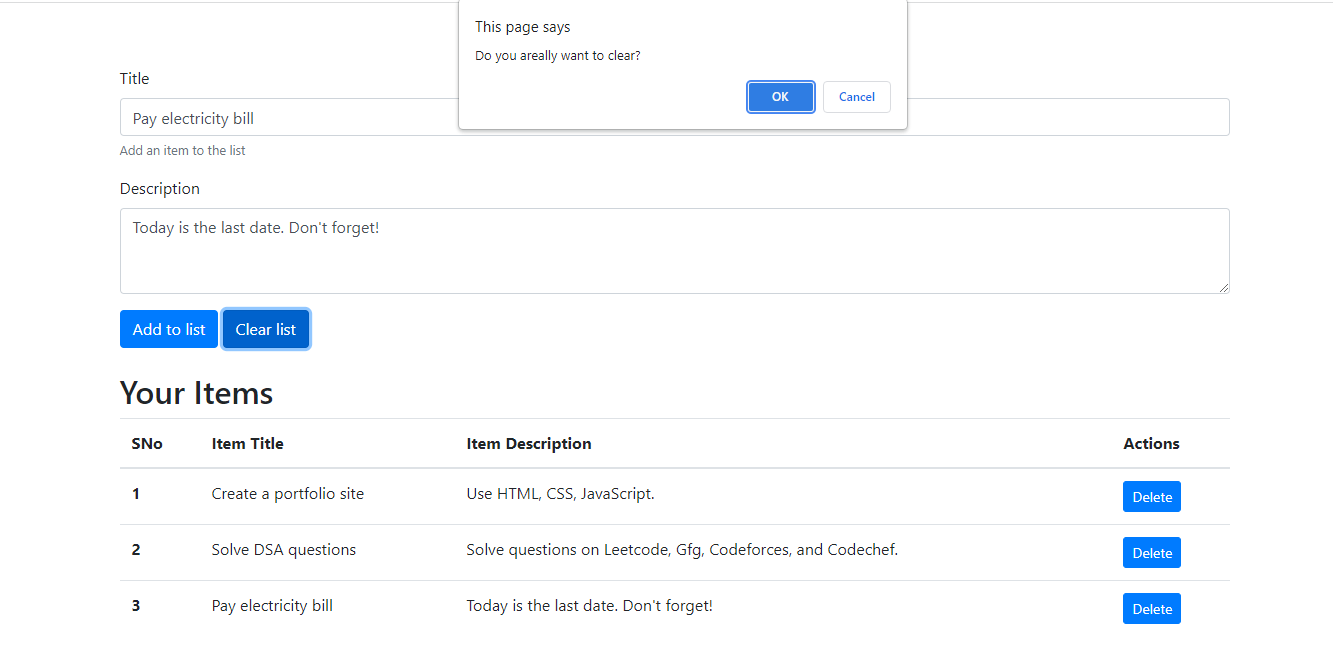 This page says
Do you areally want to clear?
OK Cancel
Title
Pay electricity bill
Add an item to the list
Description
Today is the last date. Don't forget!
Add to list Clear list
Your Items
SNo Item Title Item Description Actions
1 Create a portfolio site Use HTML, CSS, JavaScript. Delete
2 Solve DSA questions Solve questions on Leetcode, Gfg, Codeforces, and Codechef. Delete
3 Pay electricity bill Today is the last date. Don't forget! Delete